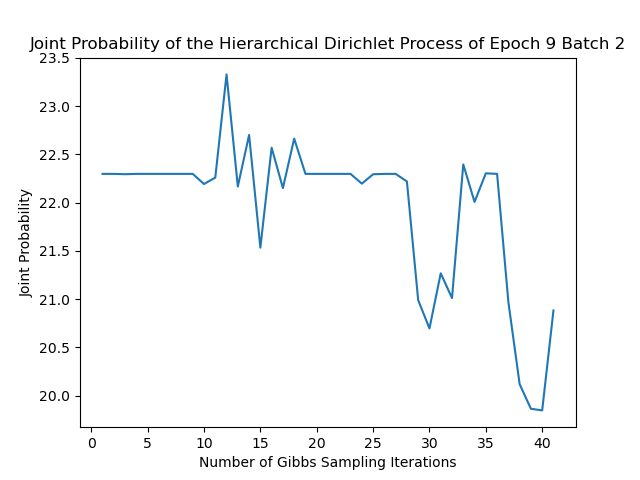 Joint Probability of the Hierarchical Dirichlet Process of Epoch 9 Batch 2
23.5
23.0
22.5
22.0
21.5
21.0
20.5
20.0
Joint Probability
0 5 10 15 20 25 30 35 40
Number of Gibbs Sampling Iterations